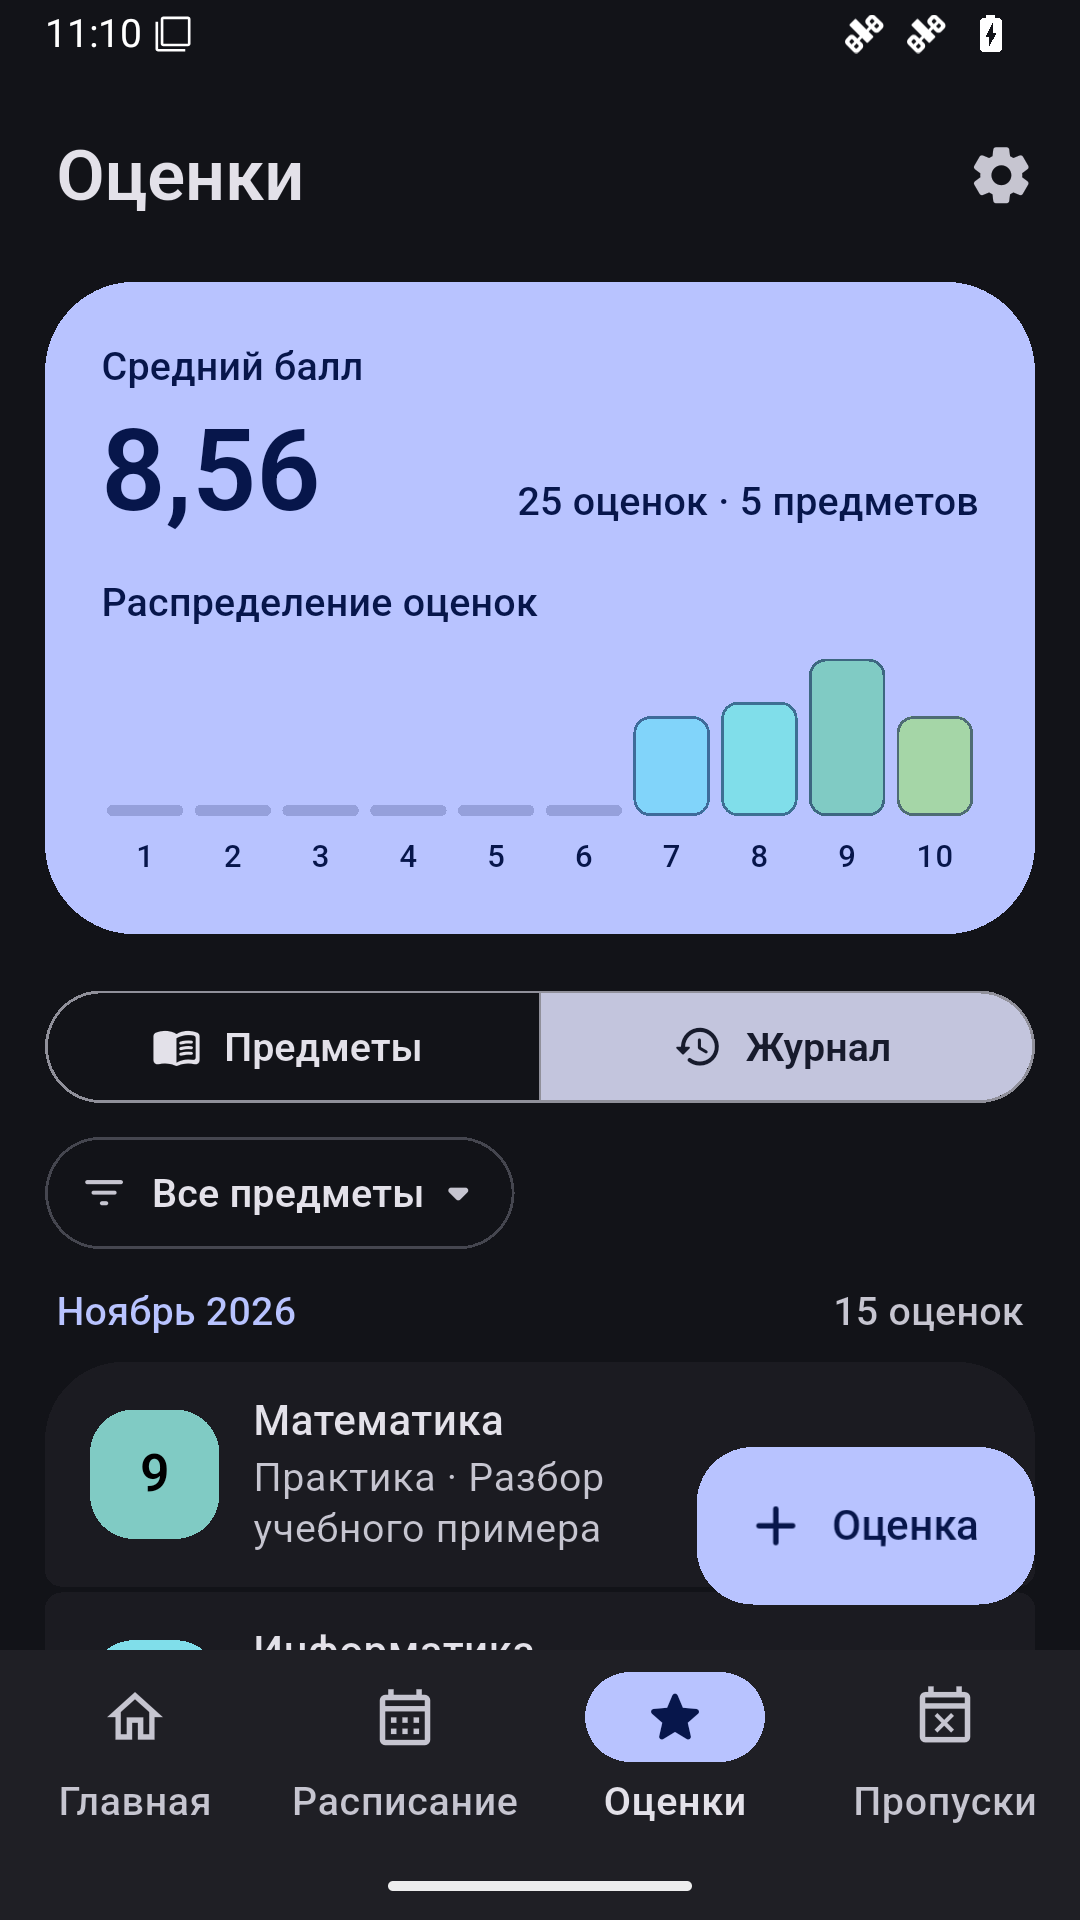 11:10
Оценки
Средний балл
8,56
25 оценок · 5 предметов
Распределение оценок
1 2 3 4 5 6 7 8 9 10
Предметы
Журнал
Все предметы
Ноябрь 2026
15 оценок
9
Математика
Практика · Разбор
учебного примера
Оценка
Информатика
Главная
Расписание
Оценки
Пропуски